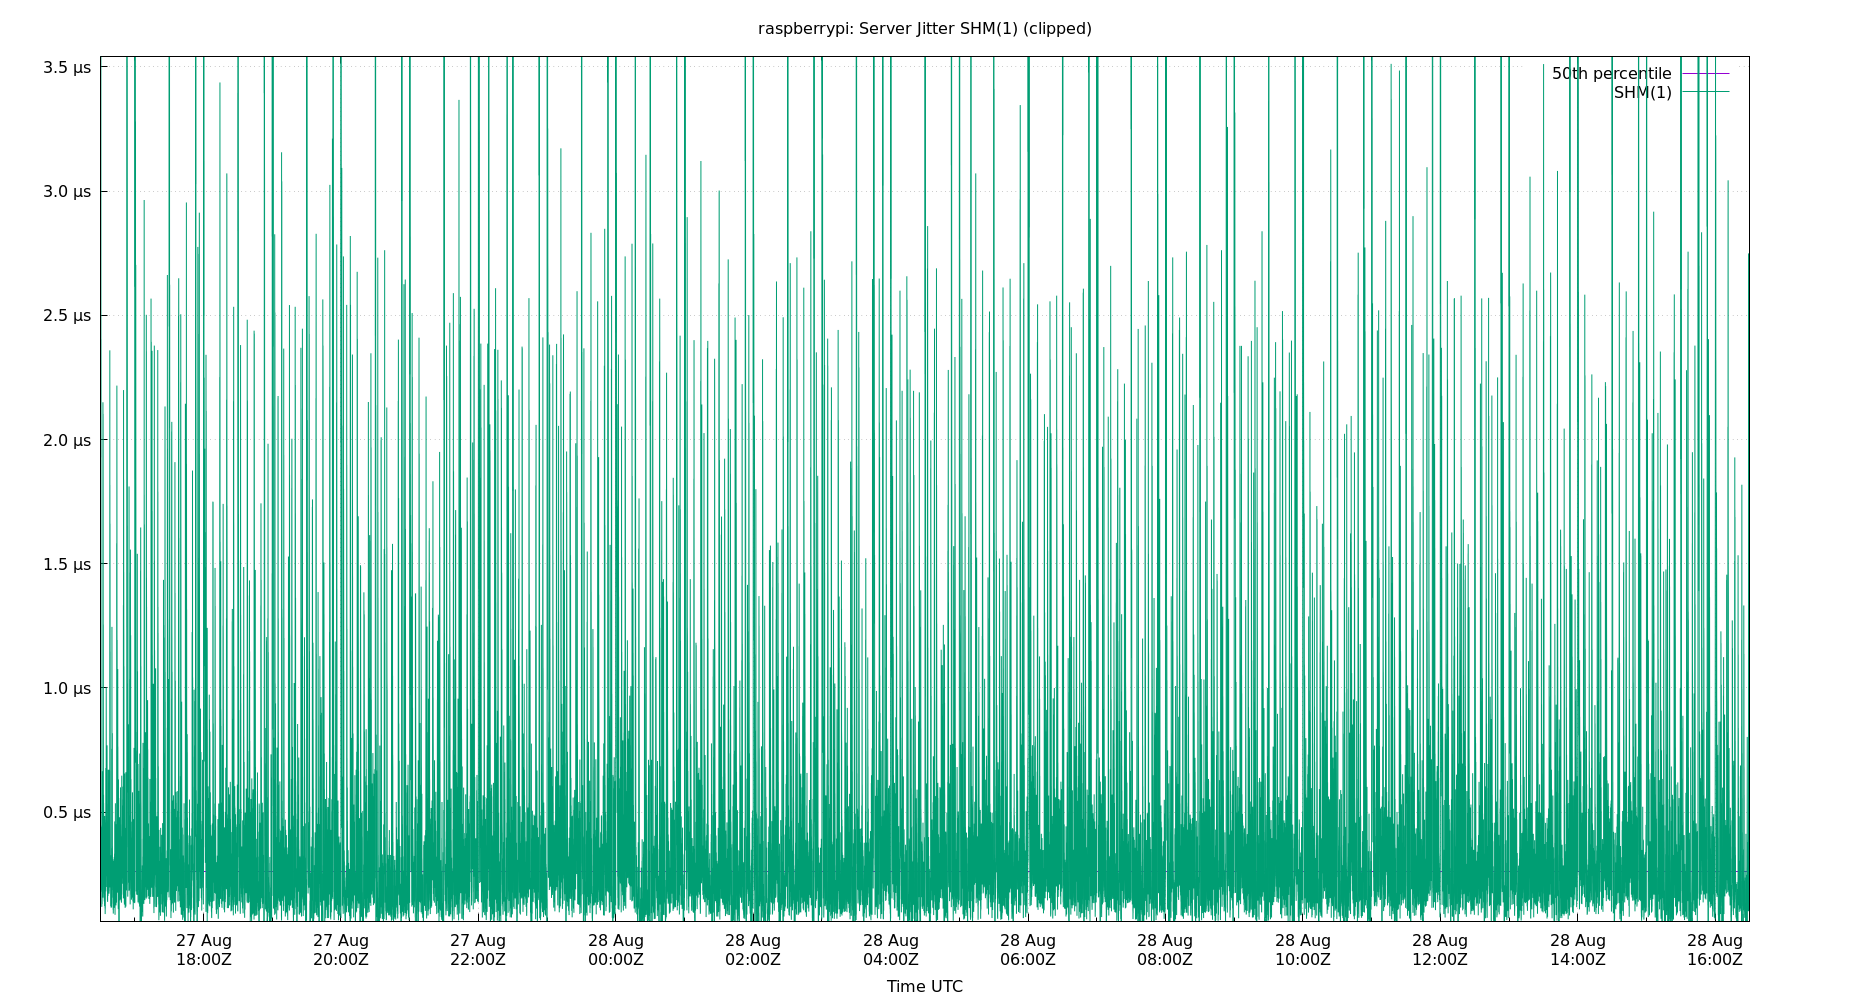 raspberrypi: Server Jitter SHM(1) (clipped)
3.5 μs
3.0 μs
2.5 μs
2.0 μs
1.5 μs
1.0 μs
0.5 μs
50th percentile
SHM(1)
27 Aug 27 Aug 27 Aug 28 Aug 28 Aug 28 Aug 28 Aug 28 Aug 28 Aug 28 Aug 28 Aug 28 Aug
18:00Z 20:00Z 22:00Z 00:00Z 02:00Z 04:00Z 06:00Z 08:00Z 10:00Z 12:00Z 14:00Z 16:00Z
Time UTC